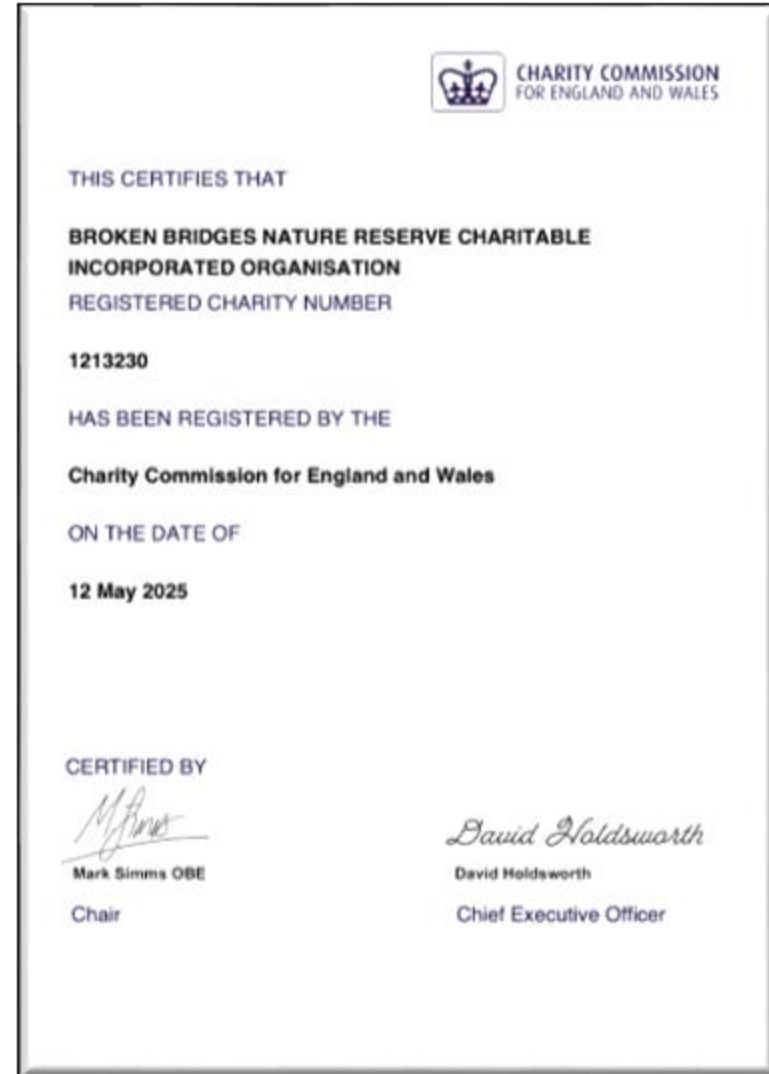 CHARITY COMMISSION
FOR ENGLAND AND WALES
THIS CERTIFIES THAT
BROKEN BRIDGES NATURE RESERVE CHARITABLE
INCORPORATED ORGANISATION
REGISTERED CHARITY NUMBER
1213230
HAS BEEN REGISTERED BY THE
Charity Commission for England and Wales
ON THE DATE OF
12 May 2025
CERTIFIED BY
David Holdsworth
Mark Simms OBE
David Holdsworth
Chair
Chief Executive Officer